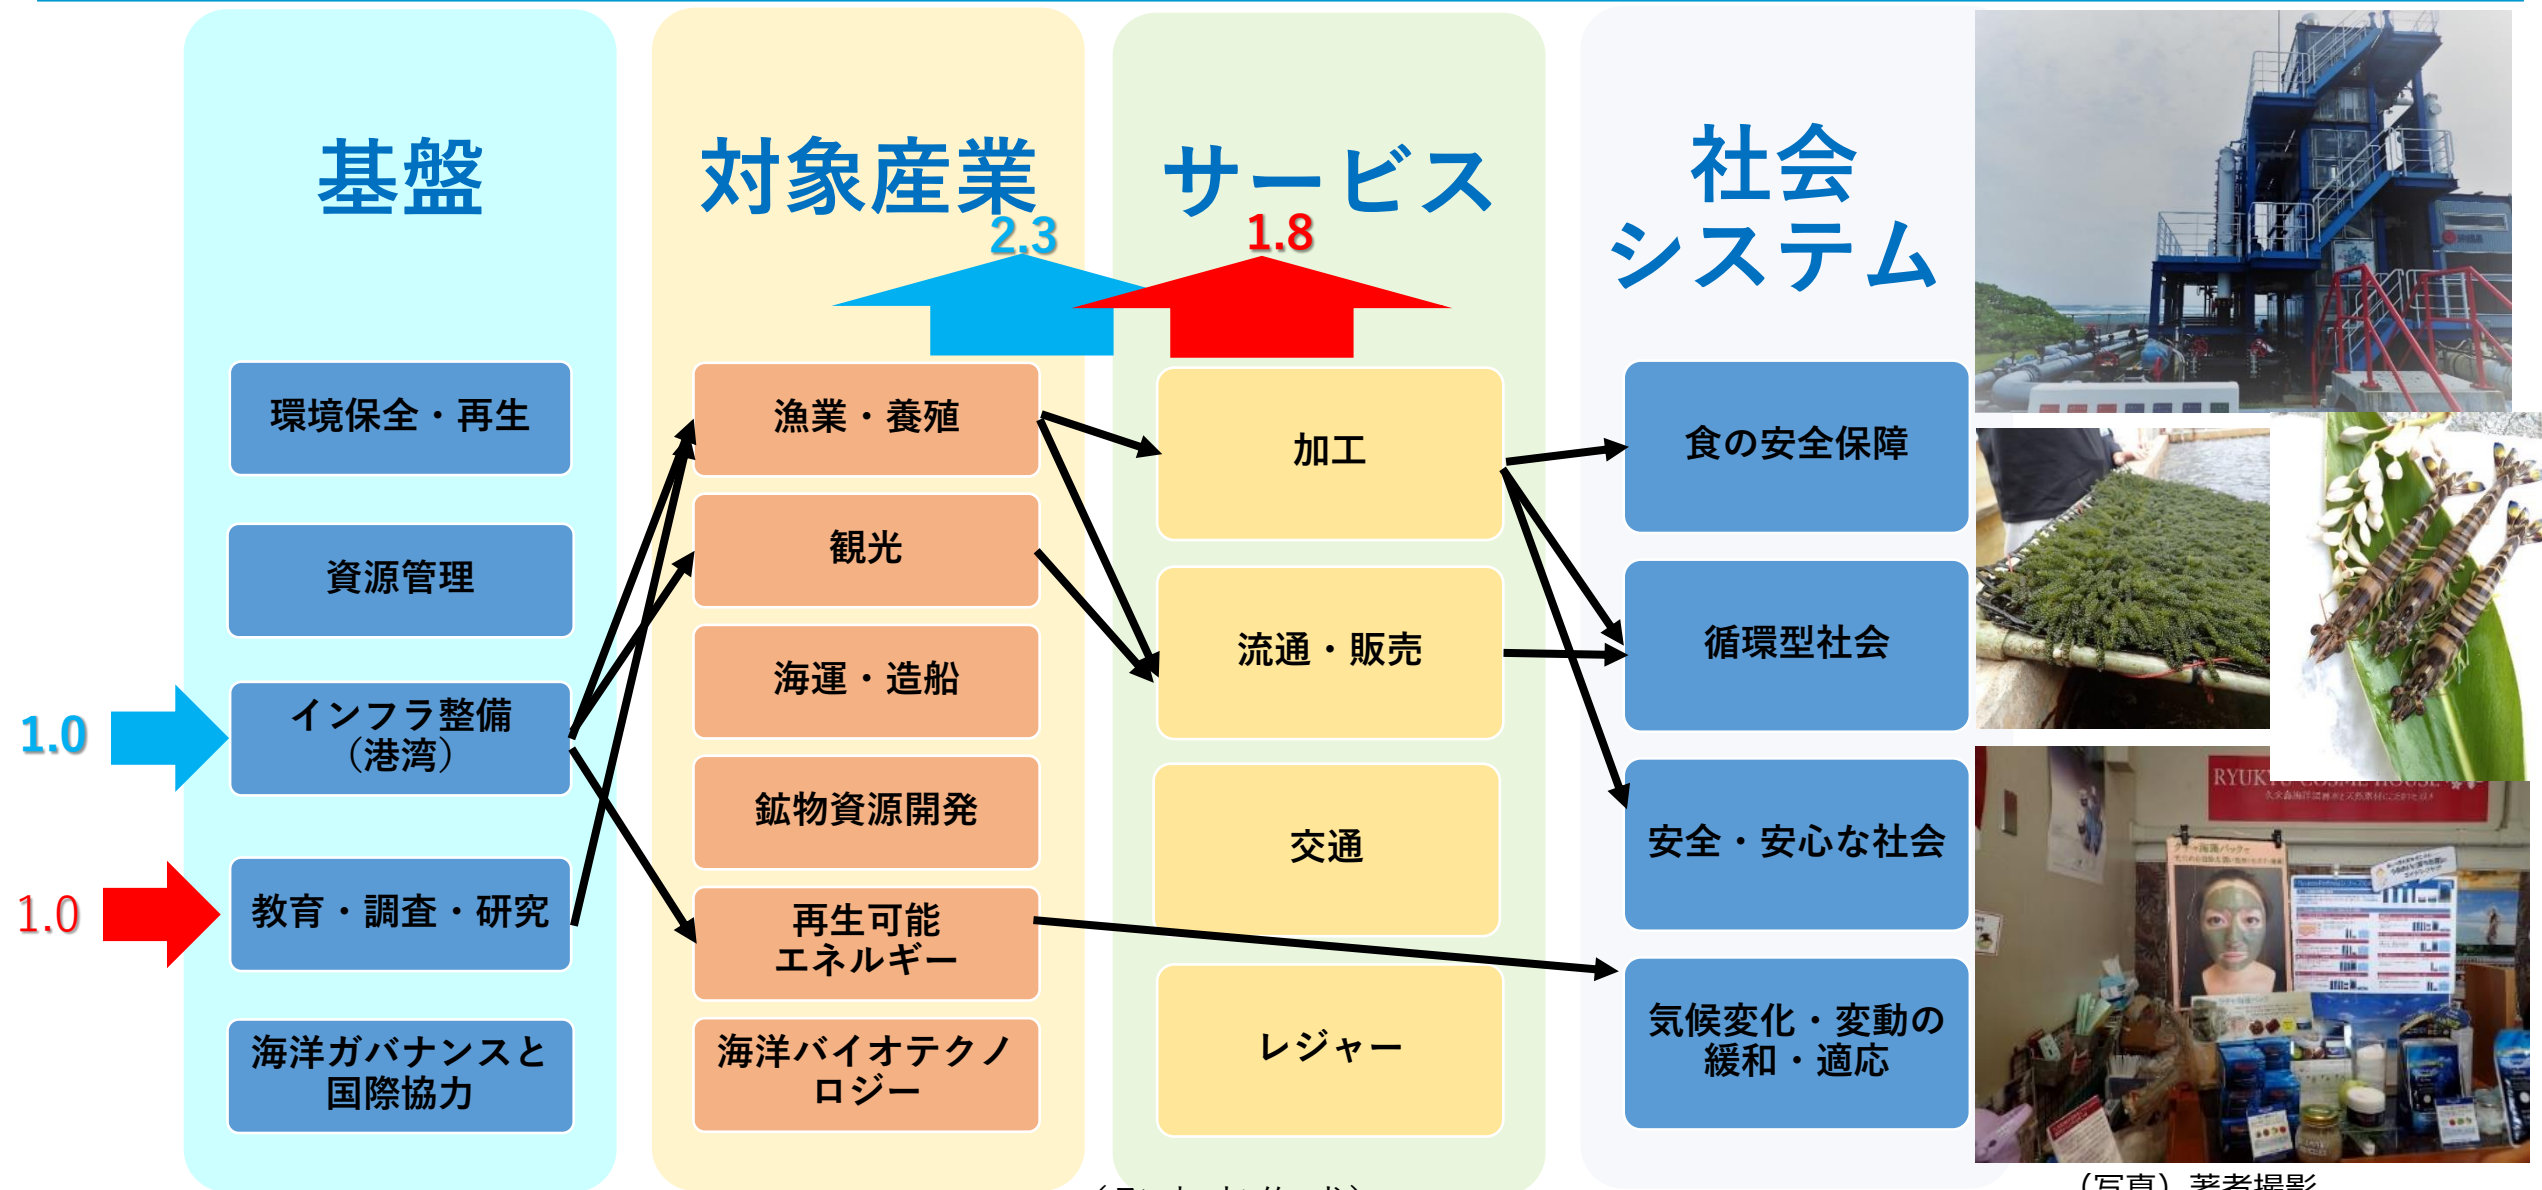 基盤
対象産業
サービス
社会
システム
2.3
1.8
環境保全・再生
資源管理
1.0
インフラ整備
（港湾）
1.0
教育・調査・研究
海洋ガバナンスと
国際協力
漁業・養殖
観光
海運・造船
鉱物資源開発
再生可能
エネルギー
海洋バイオテクノ
ロジー
加工
流通・販売
交通
レジャー
食の安全保障
循環型社会
安全・安心な社会
気候変化・変動の
緩和・適応
RYUKYU COSME HOUSE
（写真）著者撮影